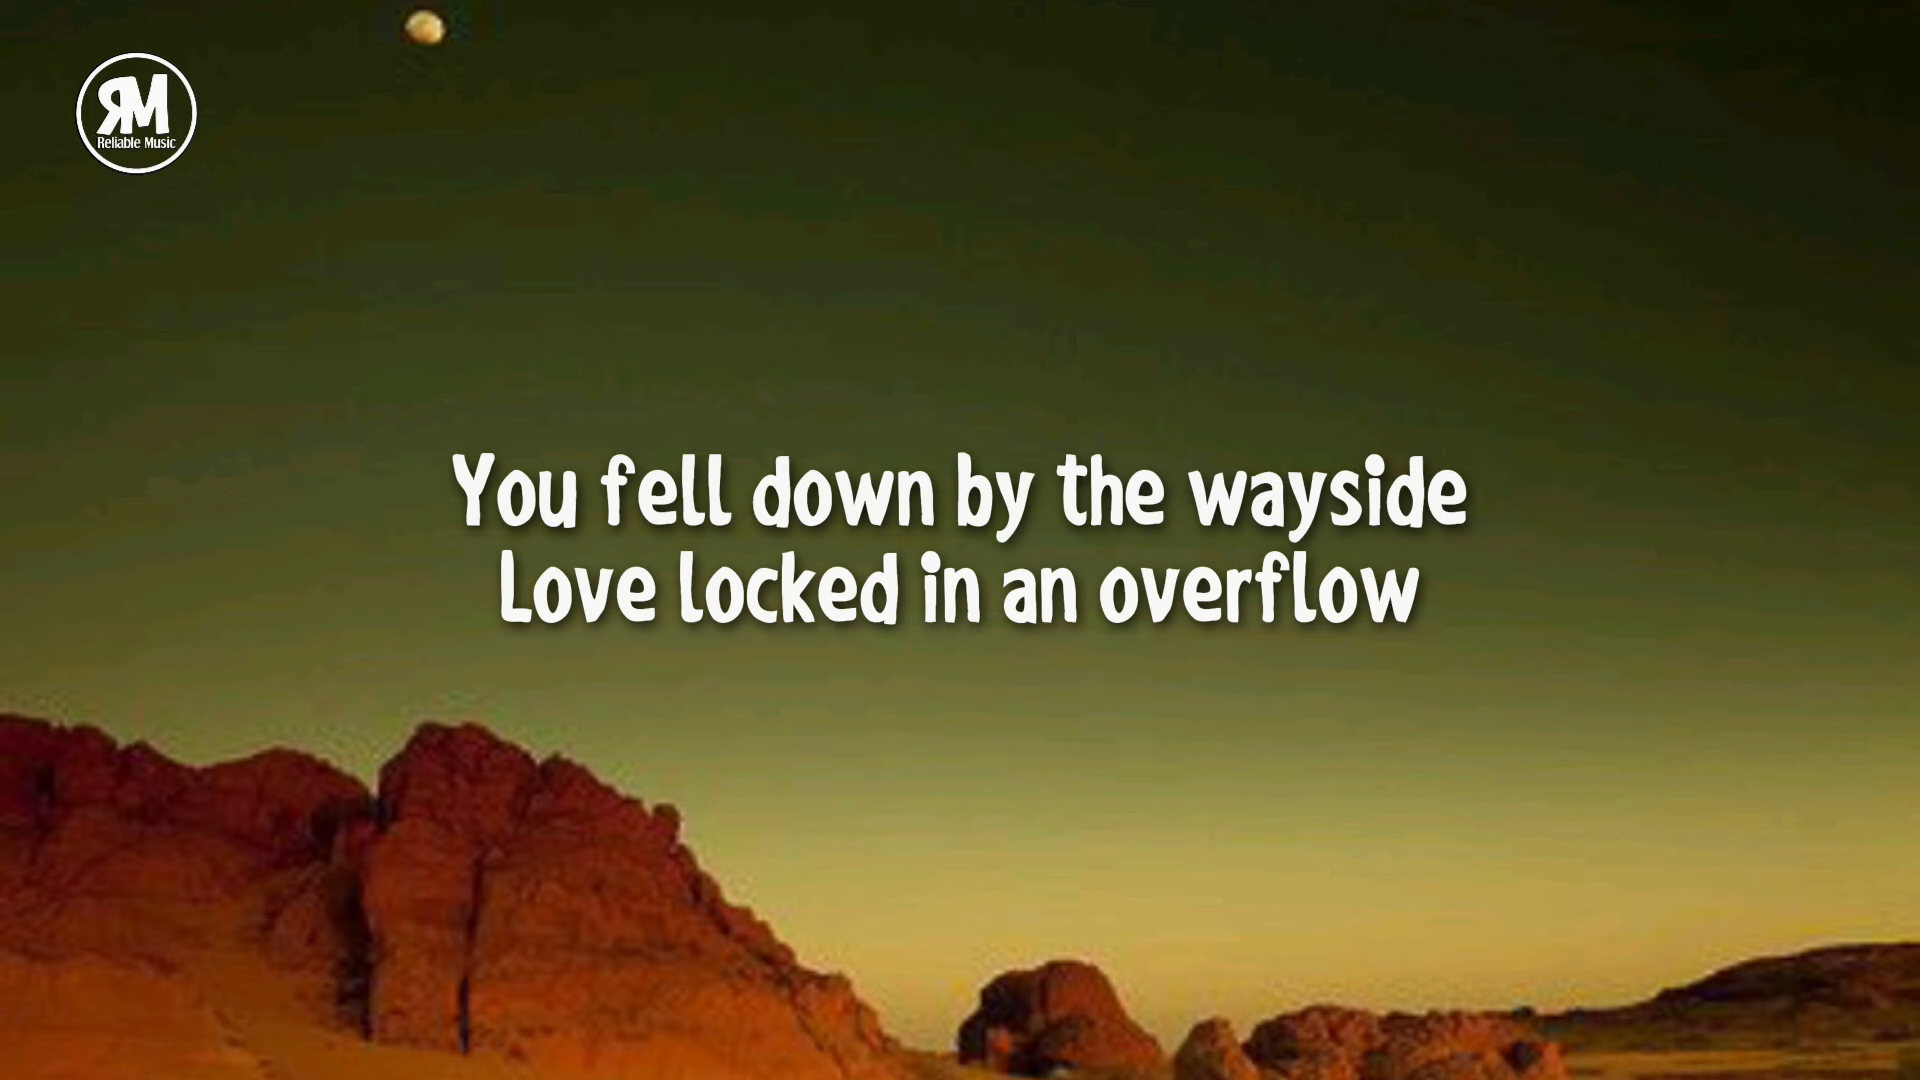 RM
Reliable Music
You fell down by the wayside
Love locked in an overflow